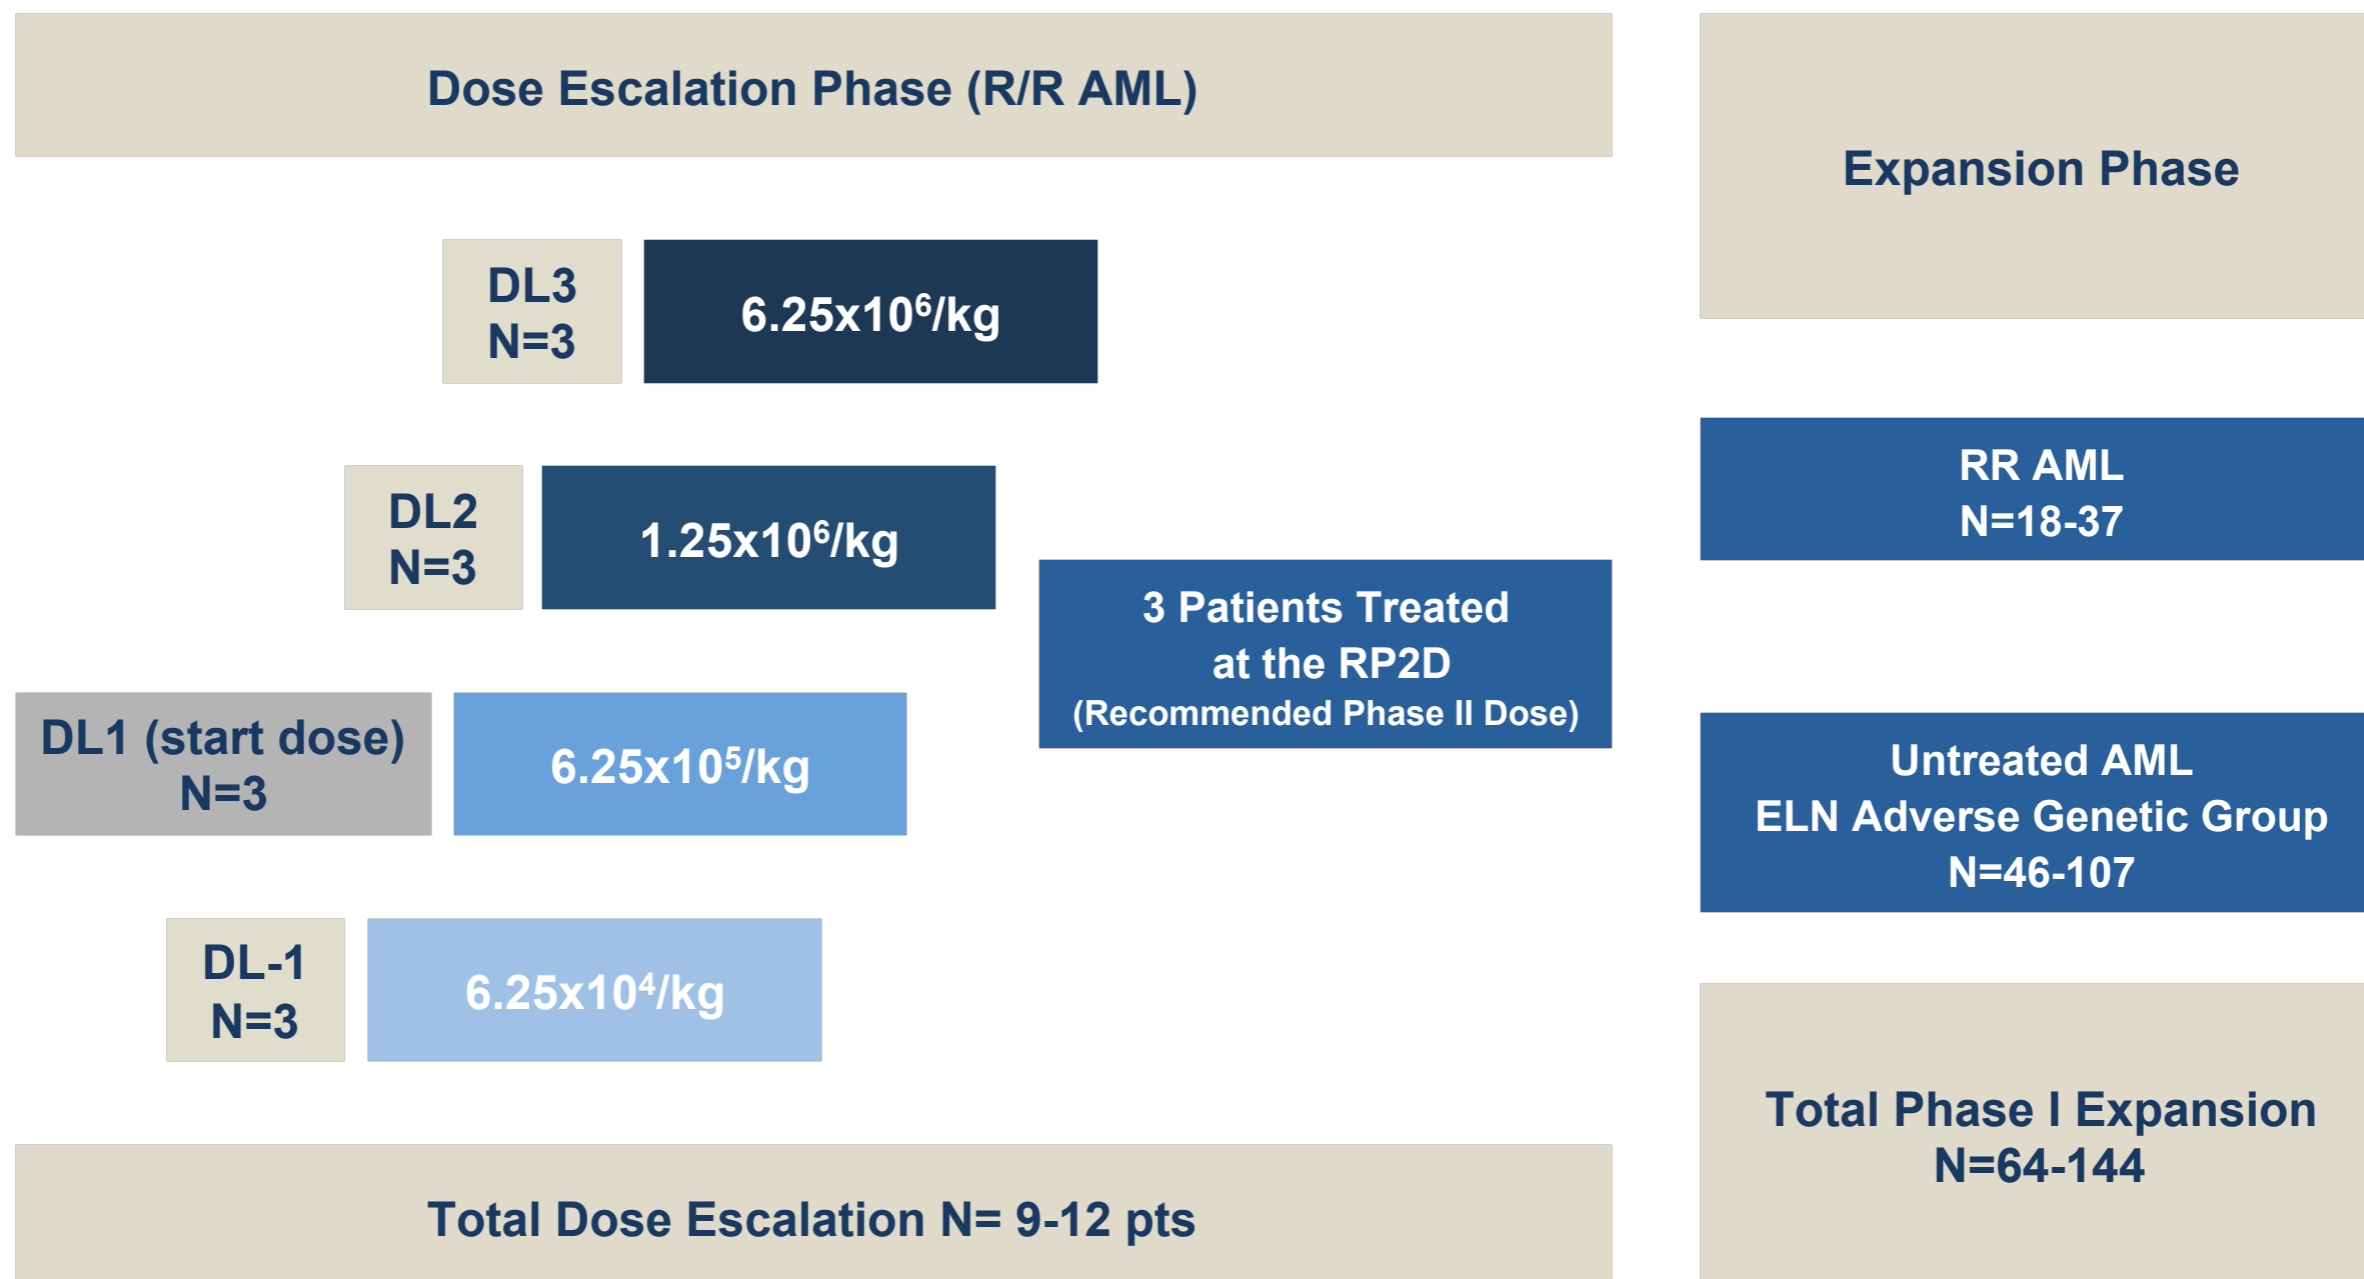 Dose Escalation Phase (R/R AML)
DL3
N=3
6.25x10⁶/kg
DL2
N=3
1.25x10⁶/kg
DL1 (start dose)
N=3
6.25x10⁵/kg
DL-1
N=3
6.25x10⁴/kg
3 Patients Treated
at the RP2D
(Recommended Phase II Dose)
Total Dose Escalation N= 9-12 pts
Expansion Phase
RR AML
N=18-37
Untreated AML
ELN Adverse Genetic Group
N=46-107
Total Phase I Expansion
N=64-144